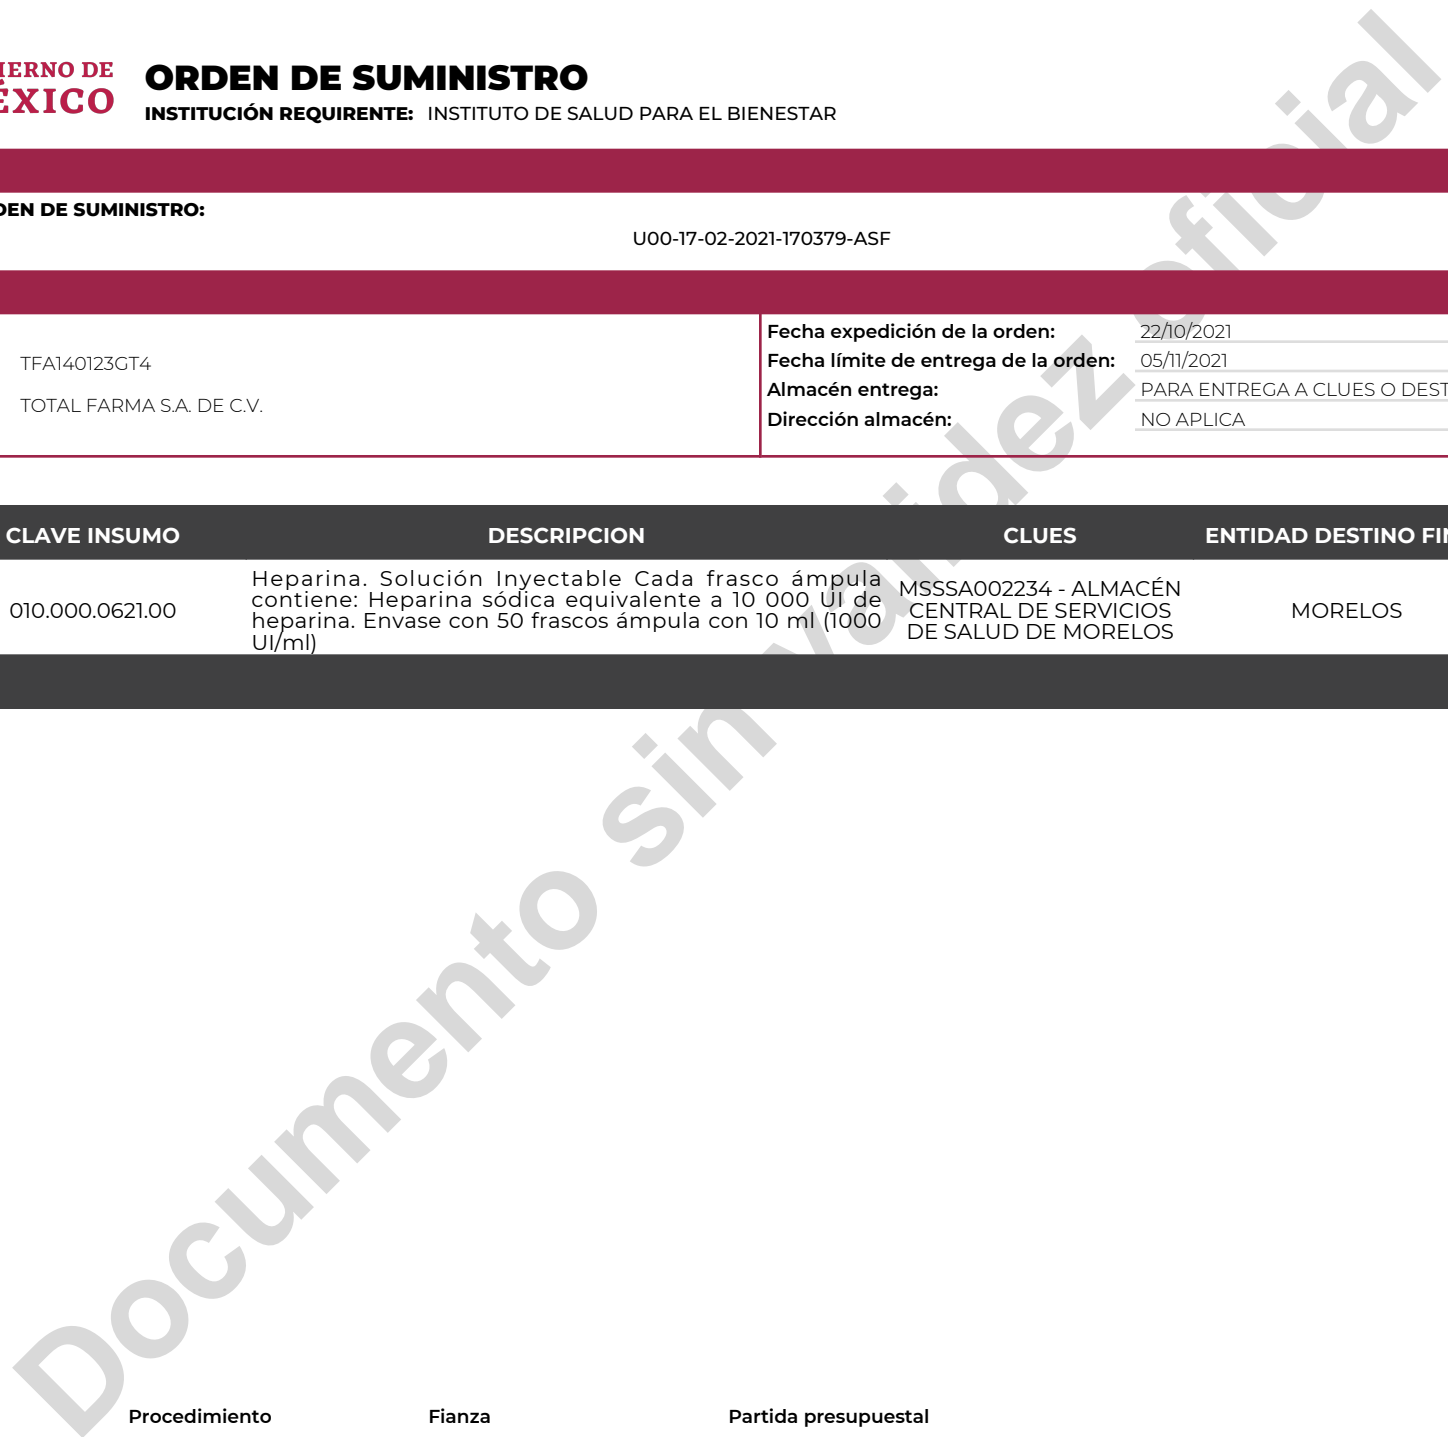 IERNO DE
ÉXICO
ORDEN DE SUMINISTRO
INSTITUCIÓN REQUIRENTE: INSTITUTO DE SALUD PARA EL BIENESTAR
DEN DE SUMINISTRO:
U00-17-02-2021-170379-ASF
TFA140123GT4
TOTAL FARMA S.A. DE C.V.
Fecha expedición de la orden: 22/10/2021
Fecha límite de entrega de la orden: 05/11/2021
Almacén entrega: PARA ENTREGA A CLUES O DEST
Dirección almacén: NO APLICA
CLAVE INSUMO DESCRIPCION CLUES ENTIDAD DESTINO FIN
010.000.0621.00
Heparina. Solución Inyectable Cada frasco ámpula
contiene: Heparina sódica equivalente a 10 000 UI de
heparina. Envase con 50 frascos ámpula con 10 ml (1000
UI/ml)
MSSSA002234 - ALMACÉN
CENTRAL DE SERVICIOS
DE SALUD DE MORELOS
MORELOS
Documento sin validez oficial
Procedimiento Fianza Partida presupuestal